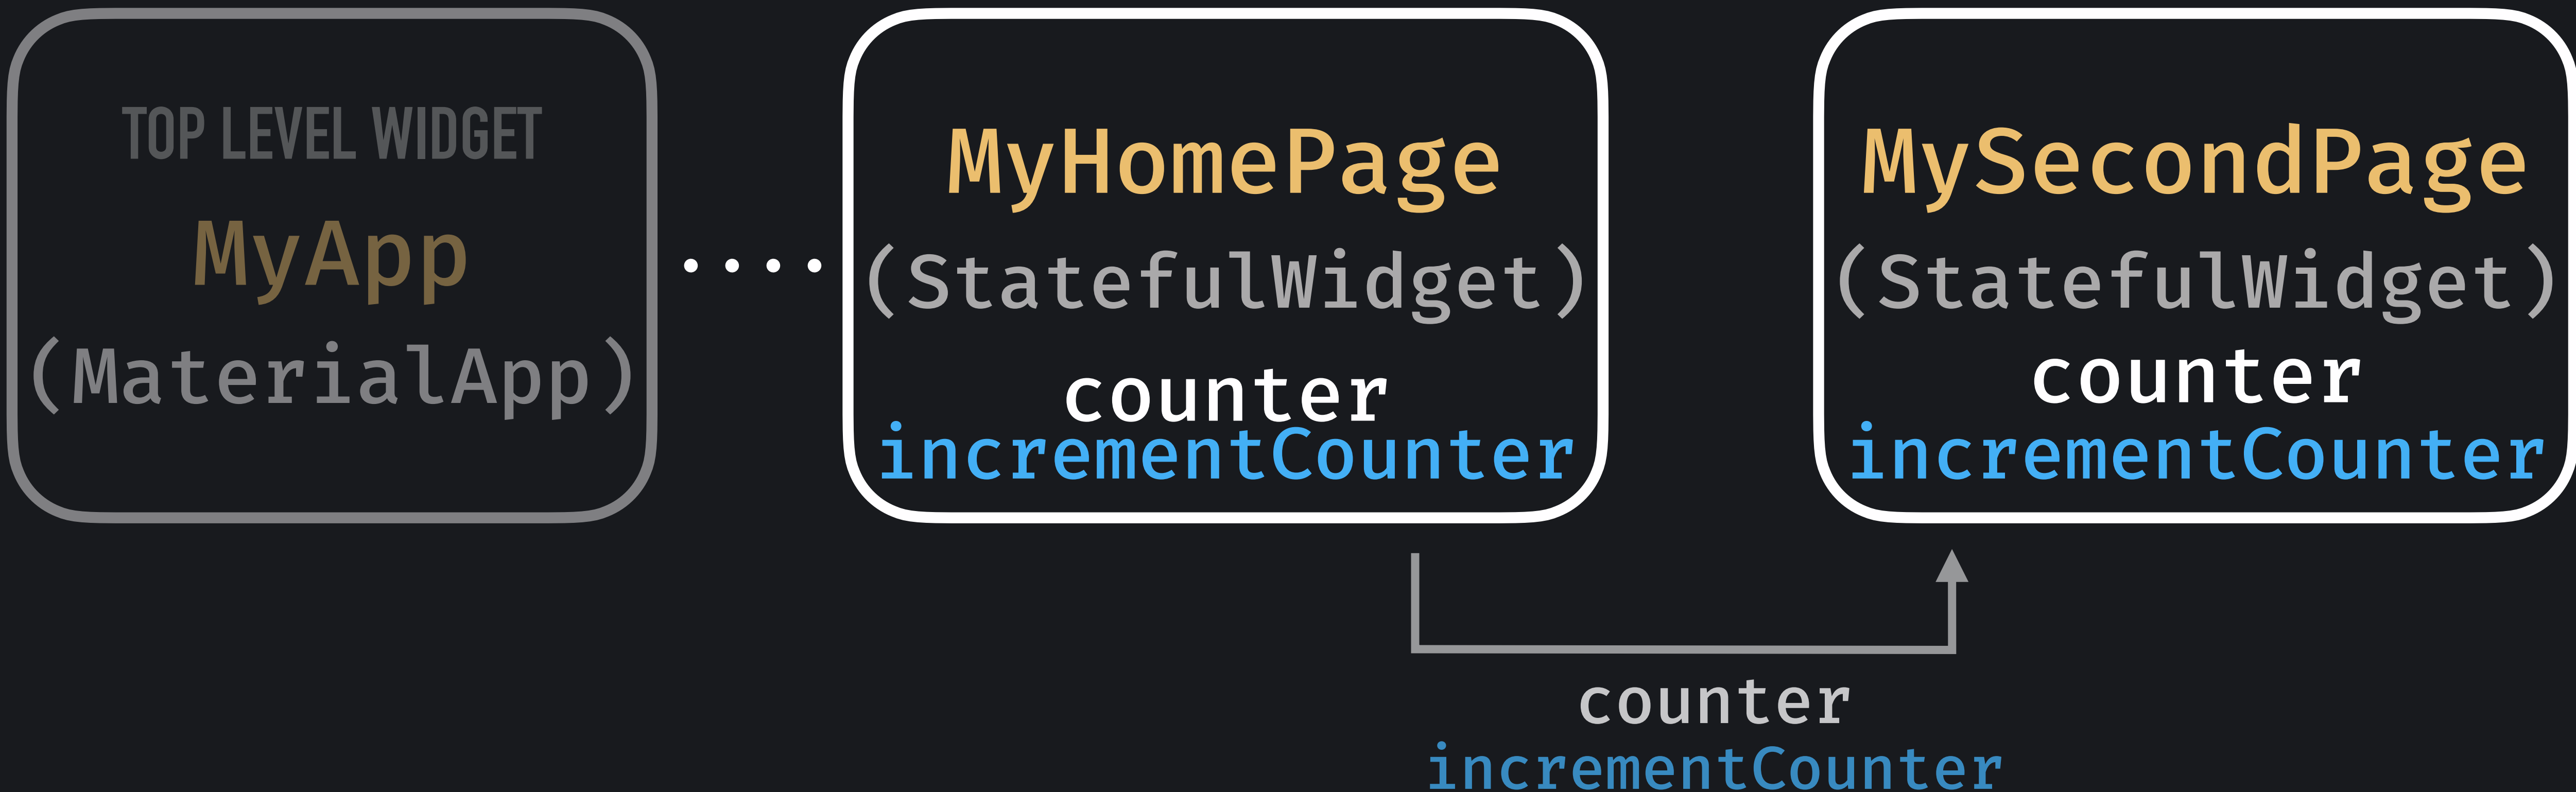 TOP LEVEL WIDGET
MyApp
(MaterialApp)
MyHomePage
(StatefulWidget)
counter
incrementCounter
MySecondPage
(StatefulWidget)
counter
incrementCounter
counter
incrementCounter